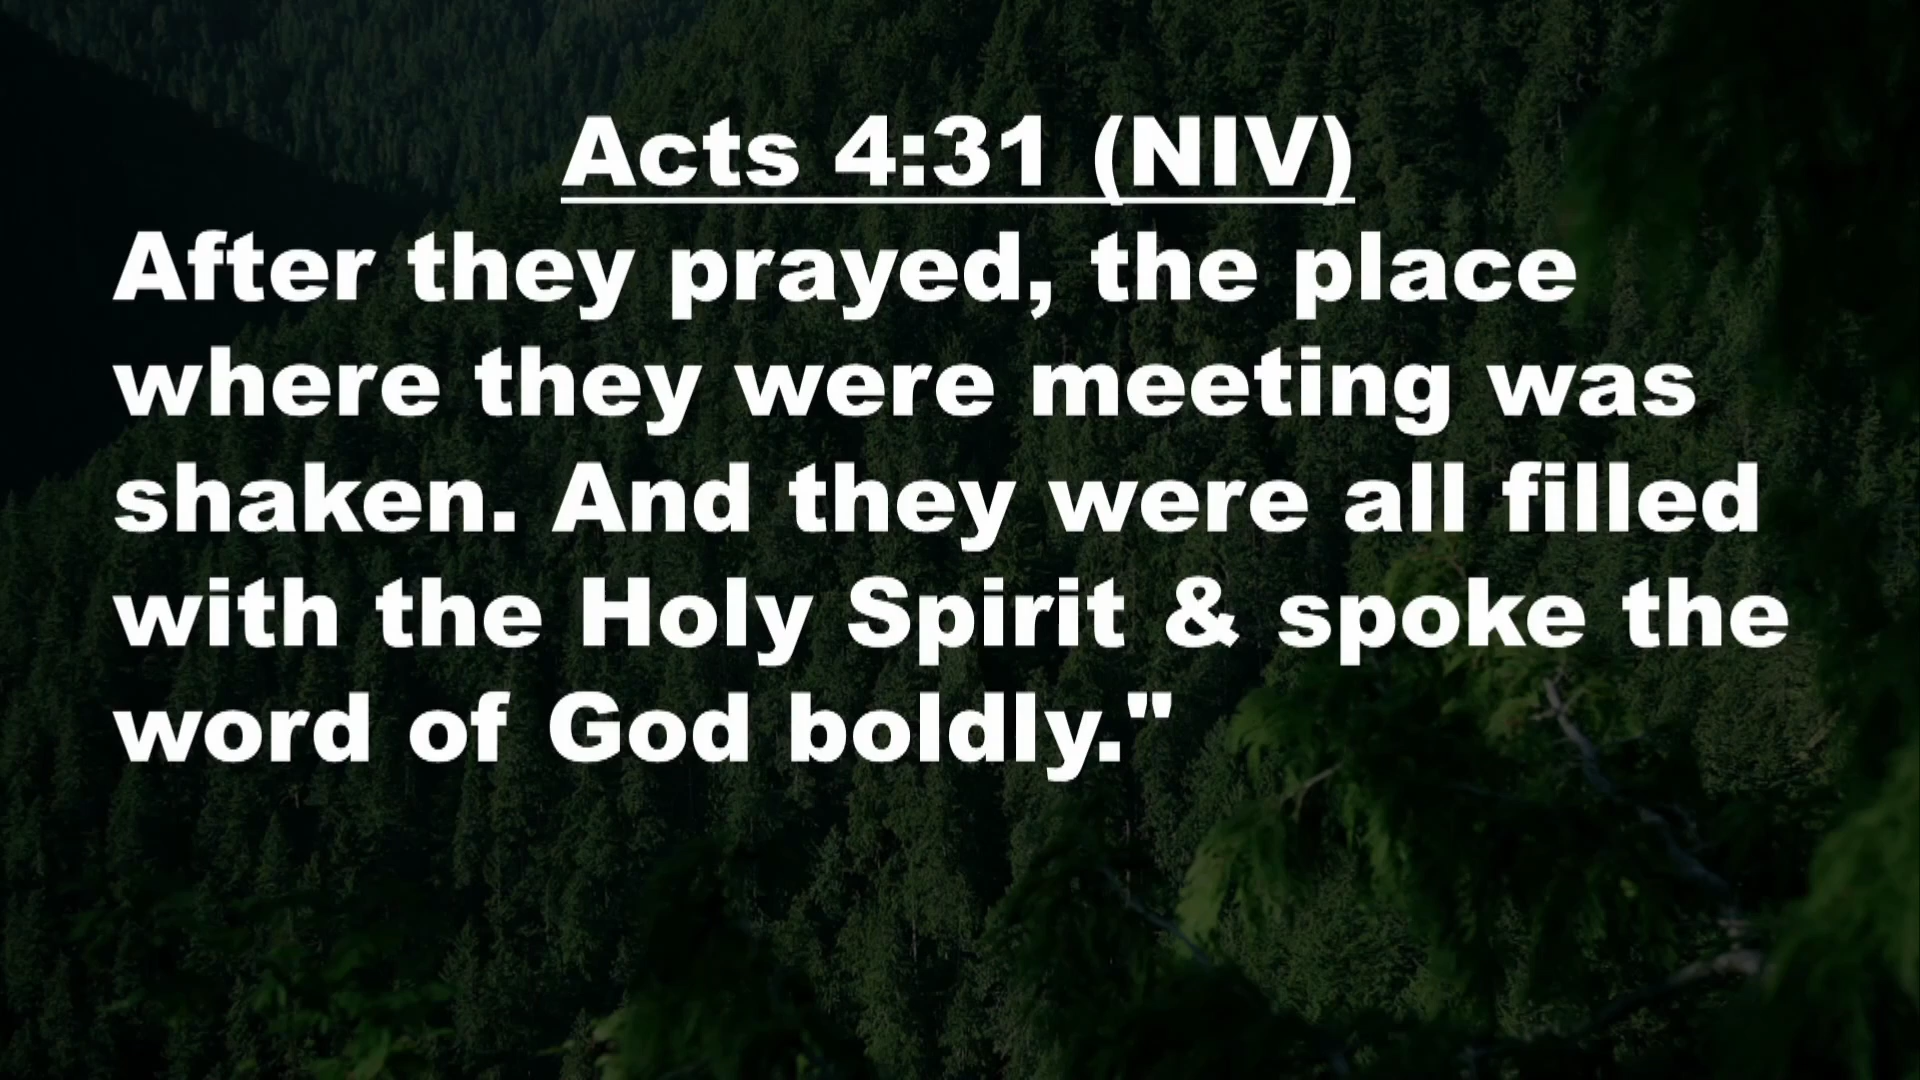 Acts 4:31 (NIV)
After they prayed, the place
where they were meeting was
shaken. And they were all filled
with the Holy Spirit & spoke the
word of God boldly."